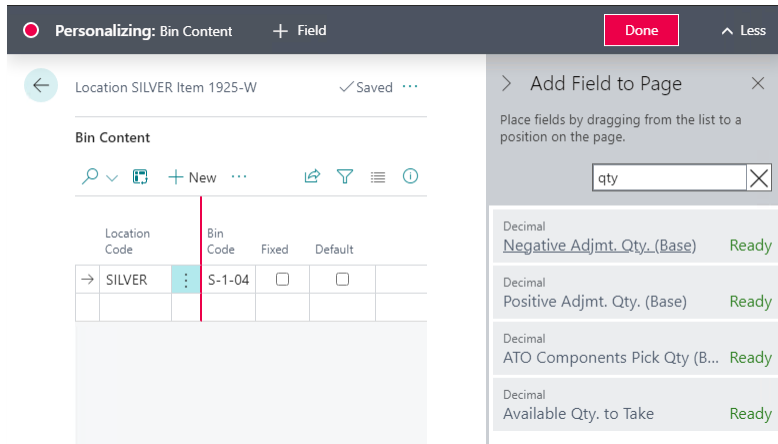 Personalizing: Bin Content + Field Done Less
Location SILVER Item 1925-W Saved ...
Bin Content
+ New ...
Location Code Bin Code Fixed Default
SILVER S-1-04
Add Field to Page
Place fields by dragging from the list to a
position on the page.
qty
Decimal
Negative Adjmt. Qty. (Base) Ready
Decimal
Positive Adjmt. Qty. (Base) Ready
Decimal
ATO Components Pick Qty (B... Ready
Decimal
Available Qty. to Take Ready